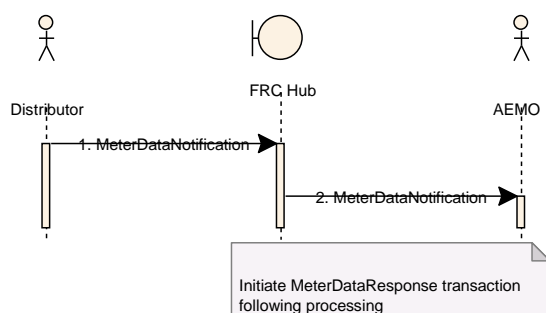 FRC Hub
Distributor
AEMO
1. MeterDataNotification
2. MeterDataNotification
Initiate MeterDataResponse transaction
following processing